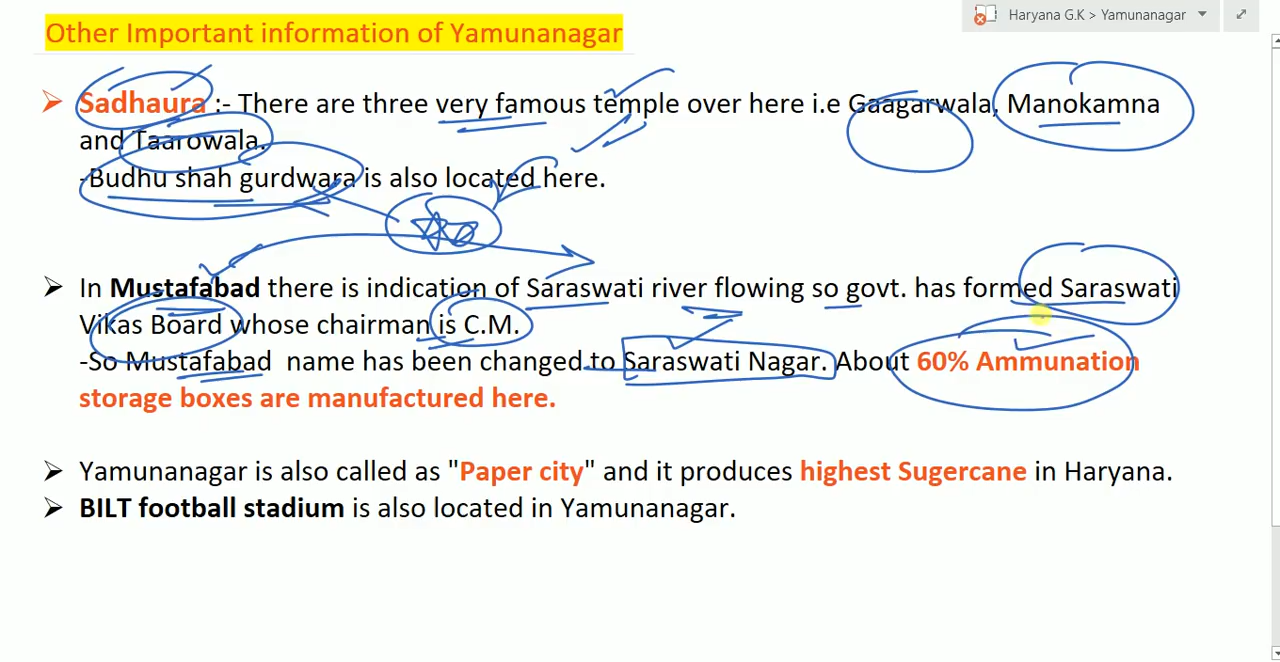 Haryana G.K > Yamunanagar
Other Important information of Yamunanagar
Sadhaura :- There are three very famous temple over here i.e Gaagarwala, Manokamna
and Taarowala.
-Budhu shah gurdwara is also located here.
In Mustafabad there is indication of Saraswati river flowing so govt. has formed Saraswati
Vikas Board whose chairman is C.M.
-So Mustafabad name has been changed to Saraswati Nagar. About 60% Ammunation
storage boxes are manufactured here.
Yamunanagar is also called as "Paper city" and it produces highest Sugercane in Haryana.
BILT football stadium is also located in Yamunanagar.